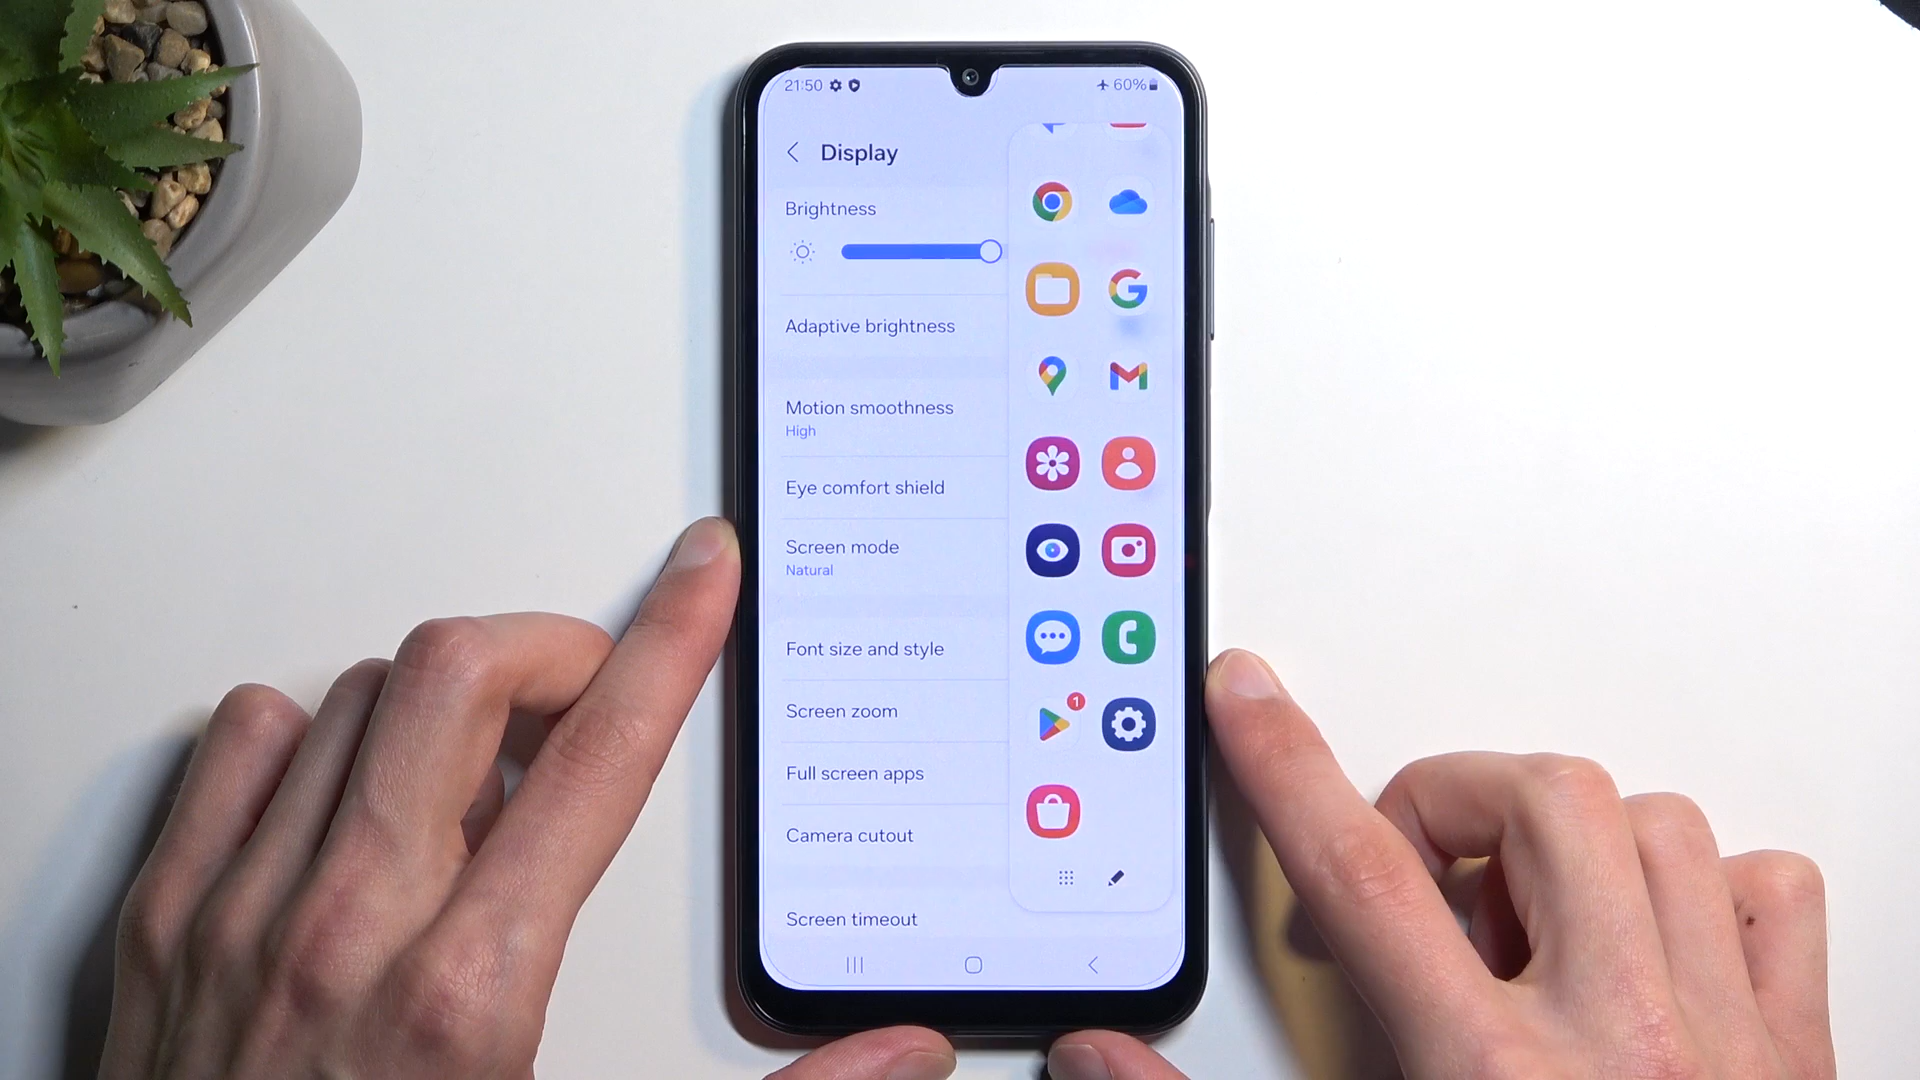 21:50
60%
Display
Brightness
Adaptive brightness
Motion smoothness
High
Eye comfort shield
Screen mode
Natural
Font size and style
Screen zoom
1
Full screen apps
Camera cutout
Screen timeout